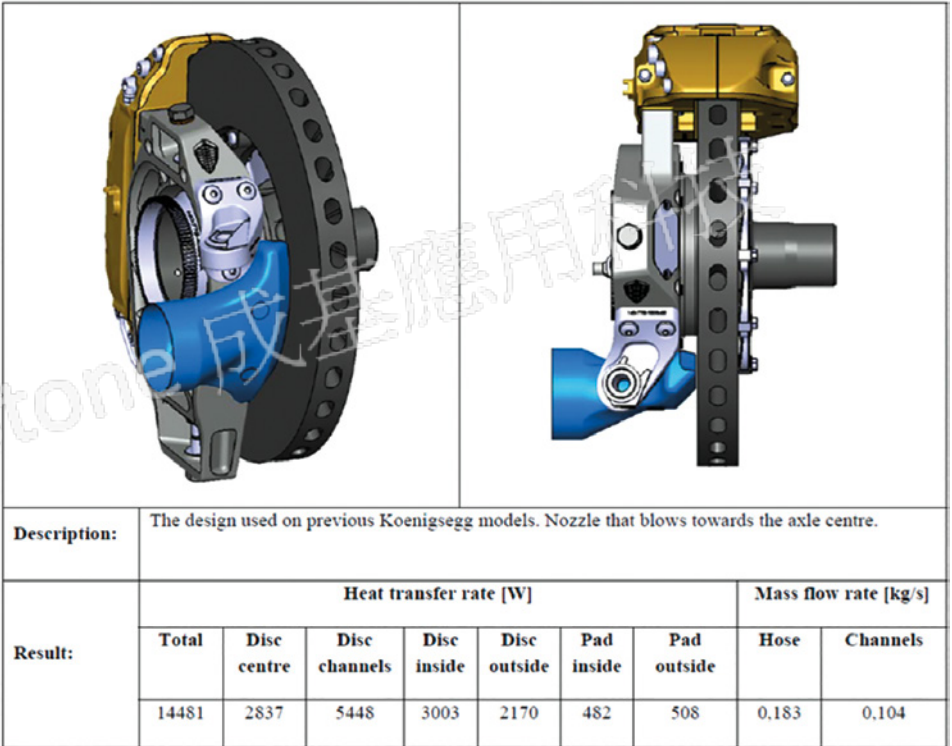 tone 成基應用科技
Description:
The design used on previous Koenigsegg models. Nozzle that blows towards the axle centre.
Result:
Heat transfer rate [W]
Mass flow rate [kg/s]
Total
Disc
centre
Disc
channels
Disc
inside
Disc
outside
Pad
inside
Pad
outside
Hose
Channels
14481 2837 5448 3003 2170 482 508 0,183 0,104